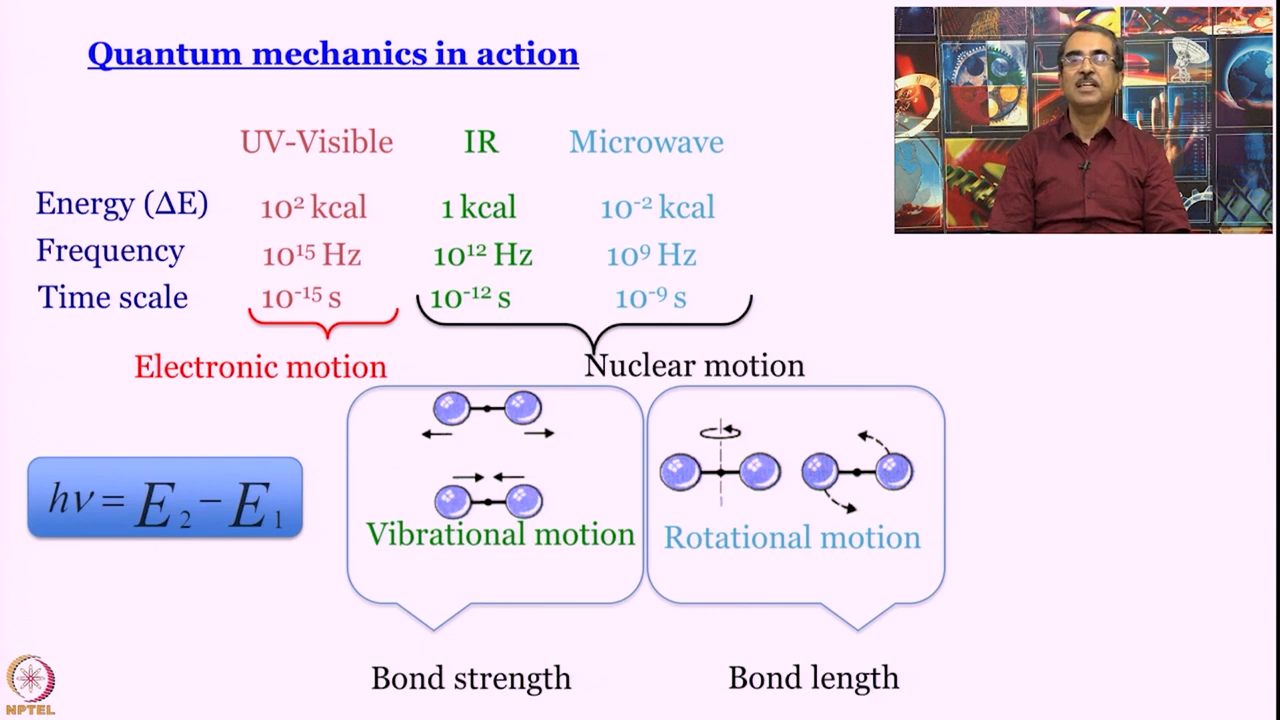 Quantum mechanics in action
UV-Visible IR Microwave
Energy (ΔE) 10² kcal 1 kcal 10⁻² kcal
Frequency 10¹⁵ Hz 10¹² Hz 10⁹ Hz
Time scale 10⁻¹⁵ s 10⁻¹² s 10⁻⁹ s
Electronic motion Nuclear motion
hν = E₂ − E₁
Vibrational motion Rotational motion
Bond strength Bond length
NPTEL